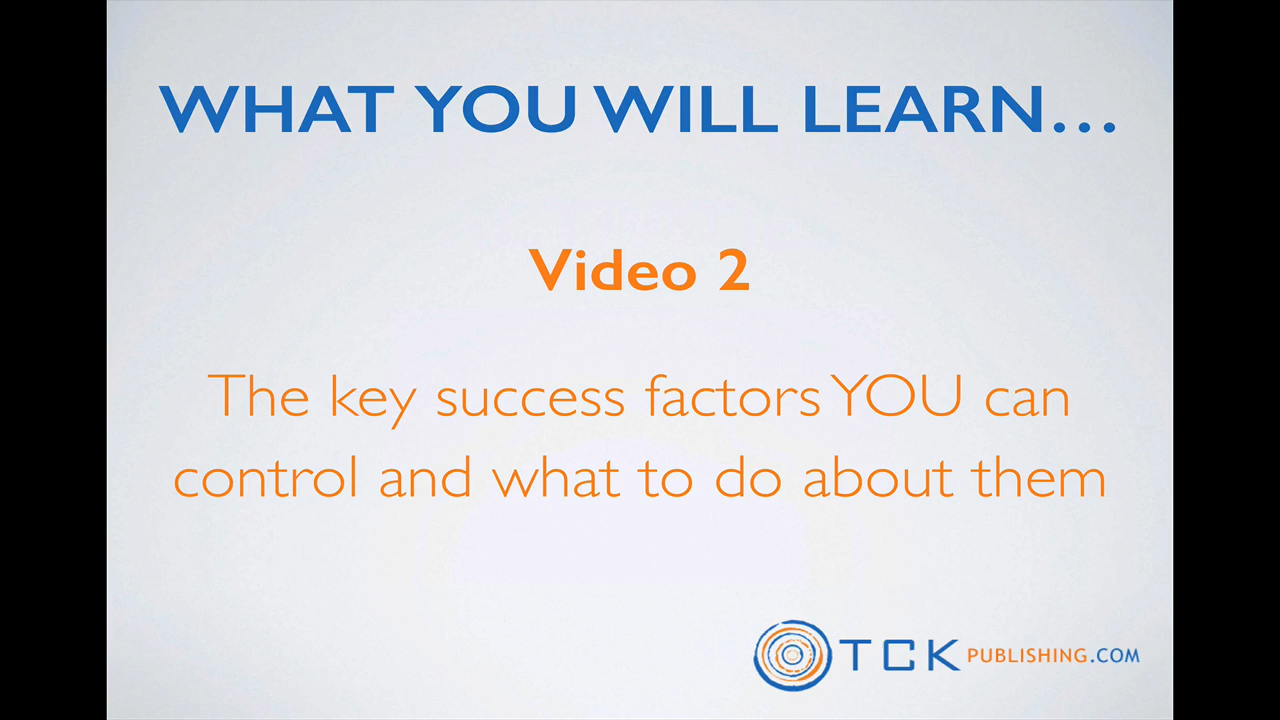 WHAT YOU WILL LEARN…
Video 2
The key success factors YOU can
control and what to do about them
TCK PUBLISHING.COM